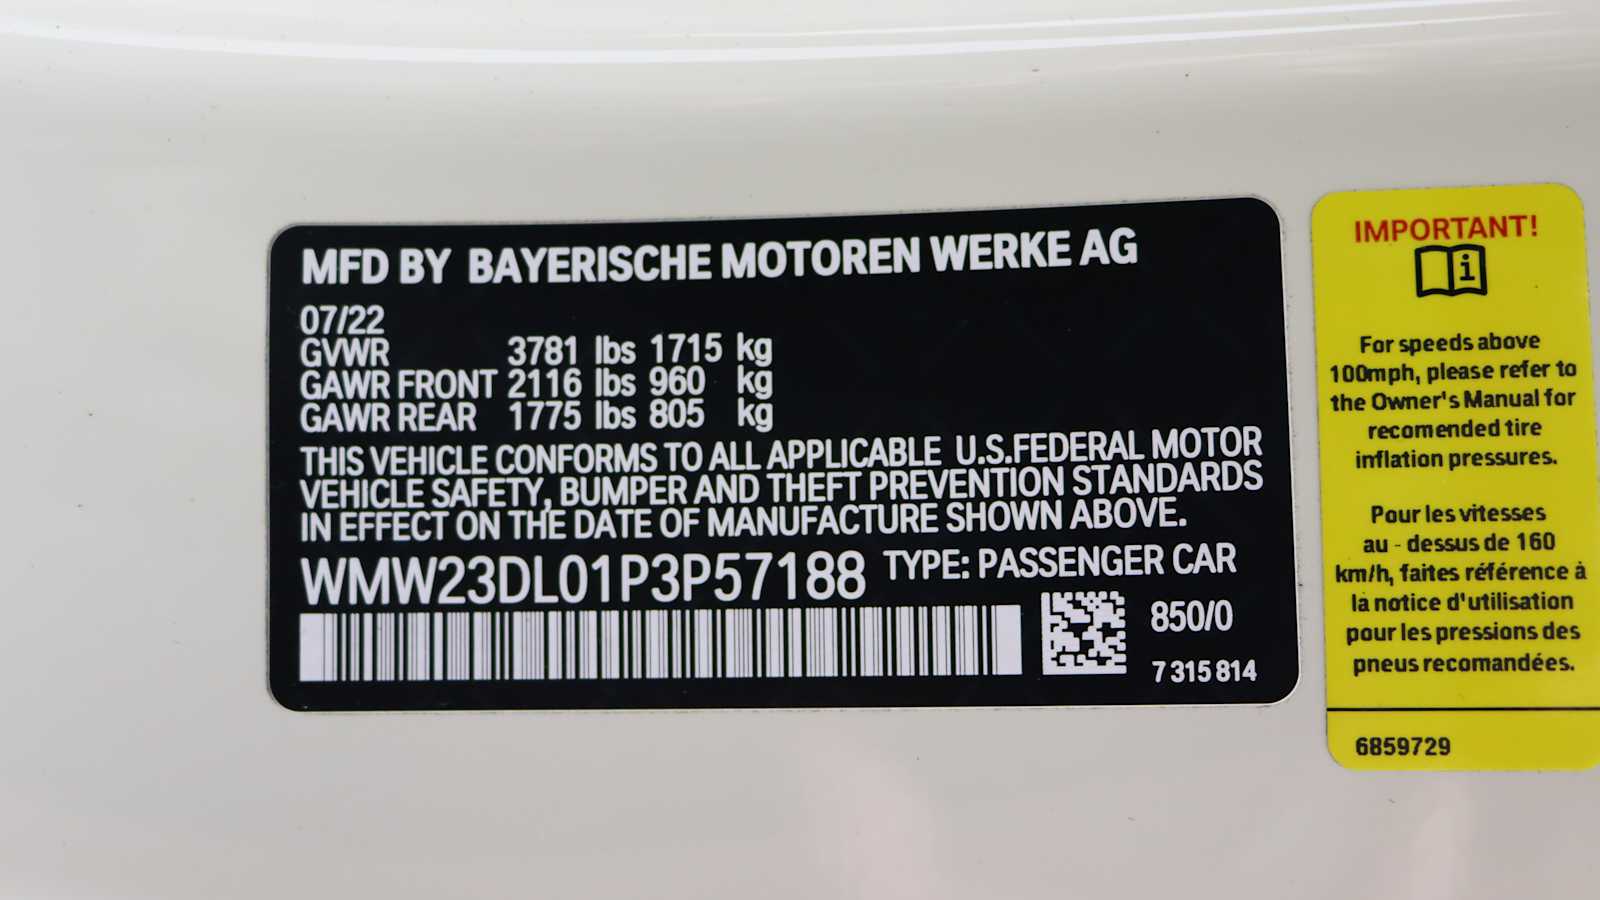 MFD BY BAYERISCHE MOTOREN WERKE AG
07/22
GVWR 3781 lbs 1715 kg
GAWR FRONT 2116 lbs 960 kg
GAWR REAR 1775 lbs 805 kg
THIS VEHICLE CONFORMS TO ALL APPLICABLE U.S.FEDERAL MOTOR
VEHICLE SAFETY, BUMPER AND THEFT PREVENTION STANDARDS
IN EFFECT ON THE DATE OF MANUFACTURE SHOWN ABOVE.
WMW23DL01P3P57188 TYPE: PASSENGER CAR
850/0
7 315 814
IMPORTANT!
For speeds above
100mph, please refer to
the Owner's Manual for
recomended tire
inflation pressures.
Pour les vitesses
au - dessus de 160
km/h, faites référence à
la notice d'utilisation
pour les pressions des
pneus recomandées.
6859729